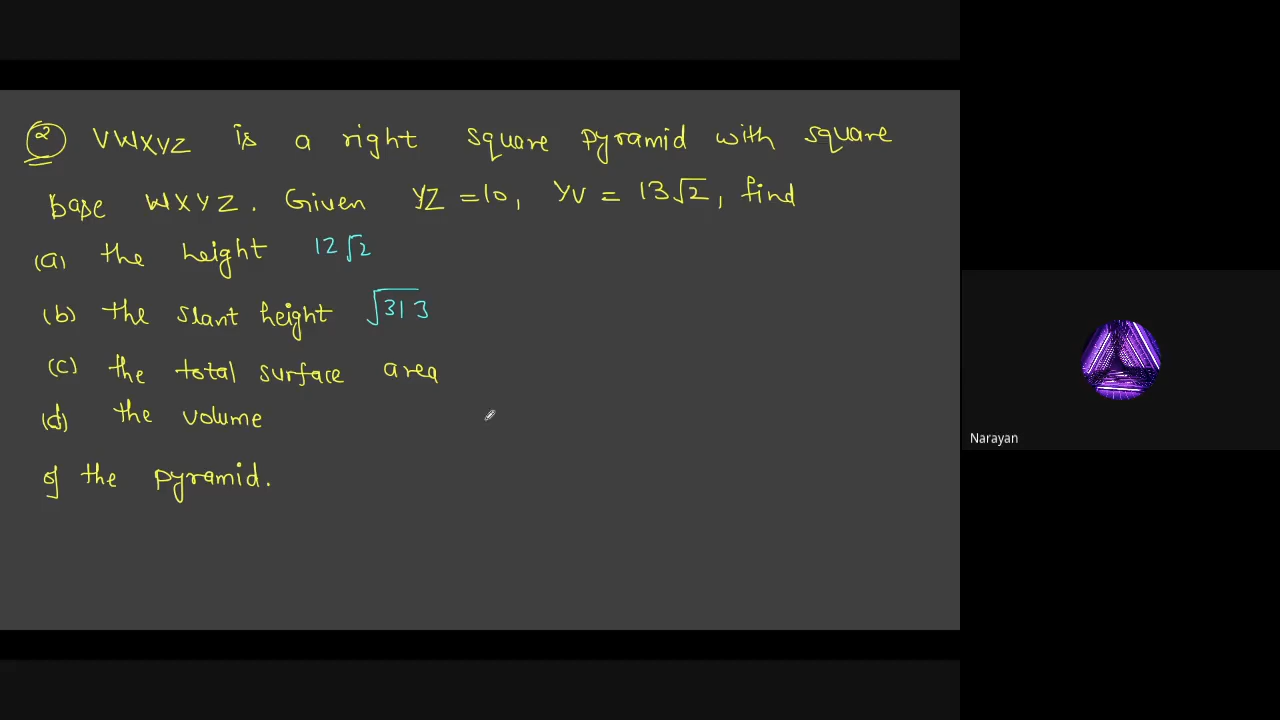 2 VWXYZ is a right square pyramid with square
base WXYZ. Given YZ = 10, YV = 13√2, find
(a) the height 12√2
(b) the slant height √313
(c) the total surface area
(d) the volume
of the pyramid.
Narayan